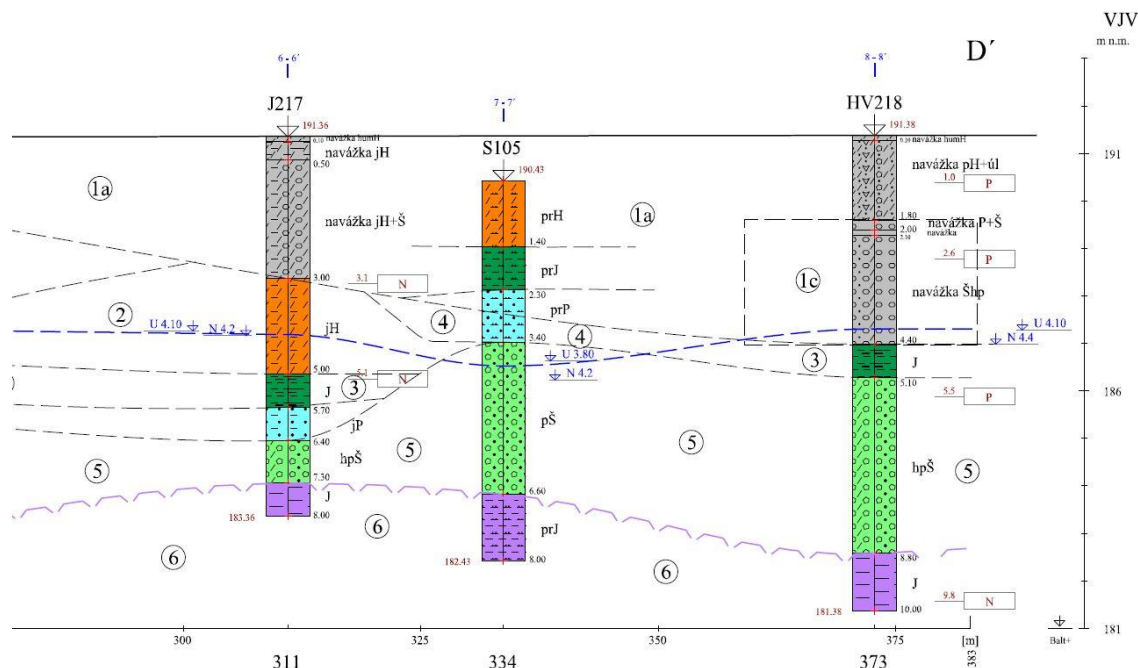 VJV
m n.m.
D´
6 - 6´
7 - 7´
8 - 8´
J217
S105
HV218
191.36
190.43
191.38
0.10 navážka humH
navážka jH
0.50
navážka jH+Š
3.00
jH
5.00
J
5.70
jP
6.40
hpŠ
7.30
J
8.00
183.36
prH
1.40
prJ
2.30
prP
3.40
pŠ
6.60
prJ
8.00
182.43
navážka humH
navážka pH+úl
1.80
navážka P+Š
2.00
navážka
navážka Šhp
4.40
J
5.10
hpŠ
8.80
J
10.00
181.38
1a
1a
1c
2
3
3
4
4
5
5
5
5
6
6
6
3.1 N
5.1 N
1.0 P
2.6 P
5.5 P
9.8 N
U 4.10
N 4.2
U 3.80
N 4.2
U 4.10
N 4.4
191
186
181
Balt+
300
325
350
375
[m]
383
311
334
373